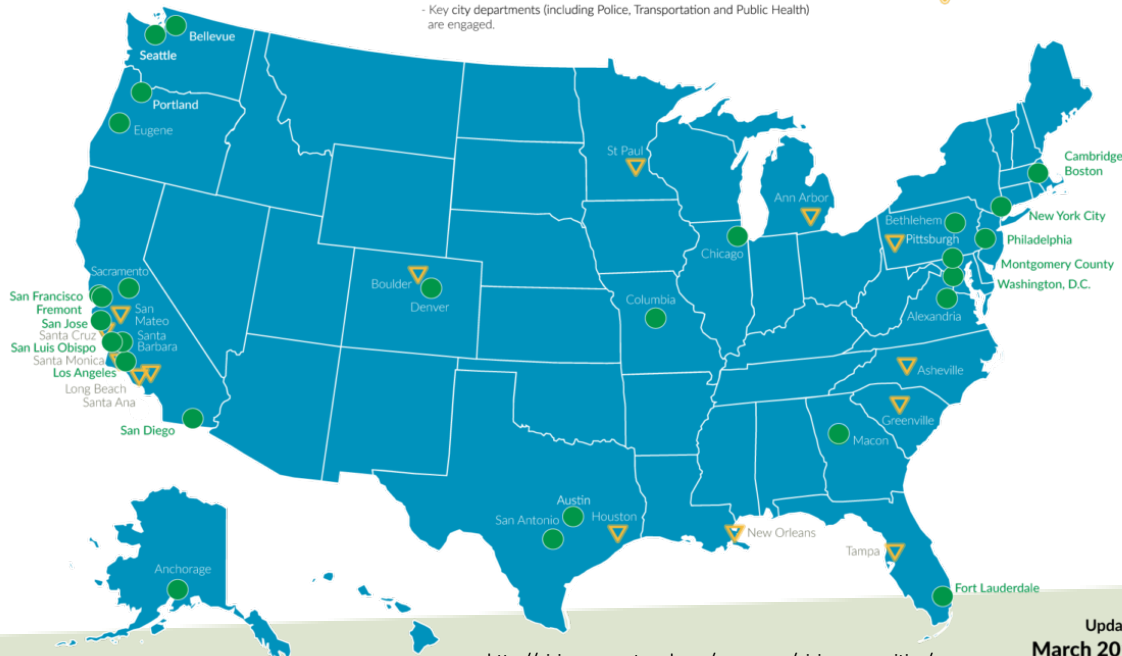 - Key city departments (including Police, Transportation and Public Health)
are engaged.
Bellevue
Seattle
Portland
Eugene
St Paul
Cambridge
Boston
Ann Arbor
New York City
Bethlehem
Pittsburgh
Philadelphia
Chicago
Montgomery County
Washington, D.C.
Alexandria
Sacramento
Boulder
Denver
Columbia
San Francisco
Fremont
San
Mateo
San Jose
Santa Cruz
Santa
Barbara
San Luis Obispo
Santa Monica
Los Angeles
Long Beach
Santa Ana
San Diego
Asheville
Greenville
Macon
Austin
San Antonio
Houston
New Orleans
Tampa
Anchorage
Fort Lauderdale
Upda
March 20